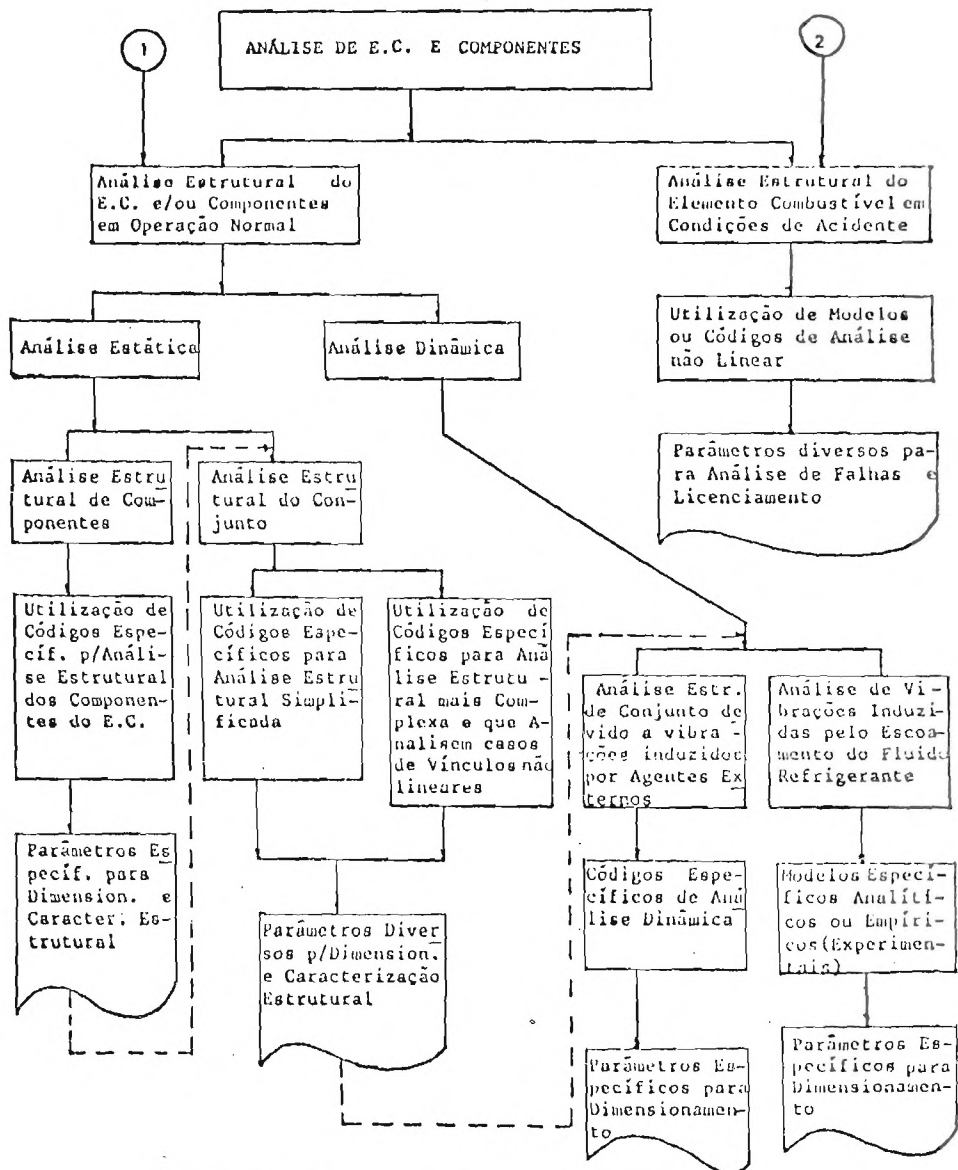 1
ANÁLISE DE E.C. E COMPONENTES
2
Análise Estrutural do
E.C. e/ou Componentes
em Operação Normal
Análise Estrutural do
Elemento Combustível em
Condições de Acidente
Análise Estática
Análise Dinâmica
Utilização de Modelos
ou Códigos de Análise
não Linear
Parâmetros diversos pa-
ra Análise de Falhas e
Licenciamento
Análise Estru
tural de Com-
ponentes
Análise Estru
tural do Con-
junto
Utilização de
Códigos Espe-
cíf. p/Análi-
se Estrutural
dos Componen-
tes do E.C.
Utilização de
Códigos Espe-
cíficos para
Análise Estru
tural Simpli-
ficada
Utilização de
Códigos Especí
ficos para Aná
lise Estrutu -
ral mais Com-
plexa e que A-
nalisem casos
de Vínculos não
lineares
Análise Estr.
de Conjunto de
vido a vibra -
ções induzidos
por Agentes Ex
ternos
Análise de Vi-
brações Induzi
das pelo Escoa-
mento do Fluido
Refrigerante
Parâmetros Es
pecíf. para
Dimension. e
Caracter. Es-
trutural
Parâmetros Diver
sos p/Dimension.
e Caracterização
Estrutural
Códigos Espe-
cíficos de Aná
lise Dinâmica
Modelos Especí-
ficos Analíti-
cos ou Empíri-
cos(Experimen-
tais)
Parâmetros Es-
pecíficos para
Dimensionamen-
to
Parâmetros Es-
pecíficos para
Dimensionamen-
to